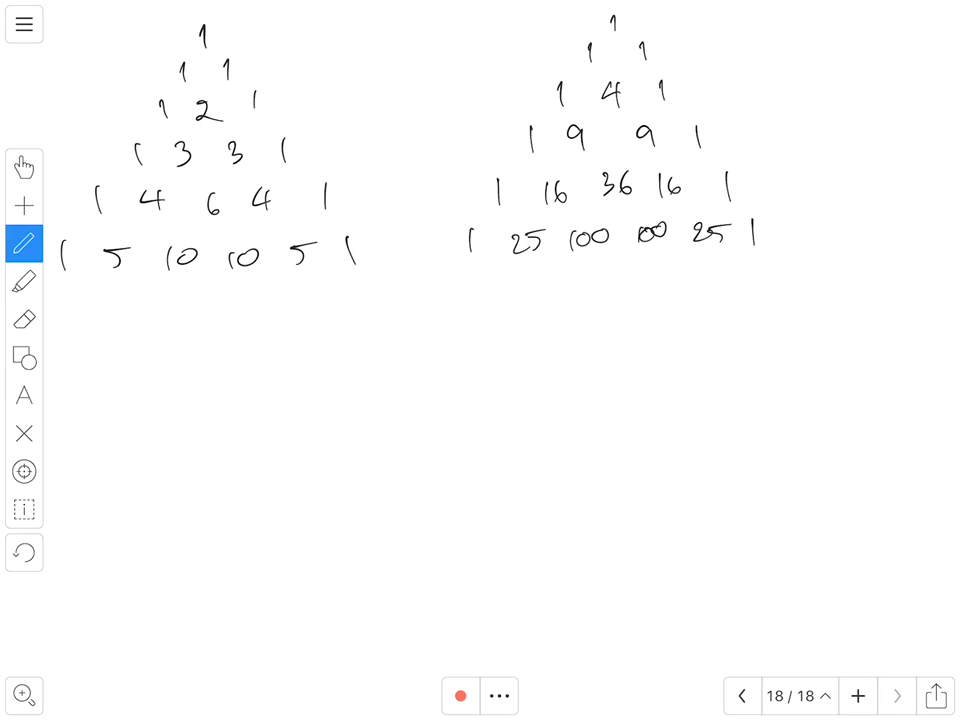 1
1 1
1 2 1
1 3 3 1
1 4 6 4 1
1 5 10 10 5 1
1
1 1
1 4 1
1 9 9 1
1 16 36 16 1
1 25 100 100 25 1
A
18 / 18